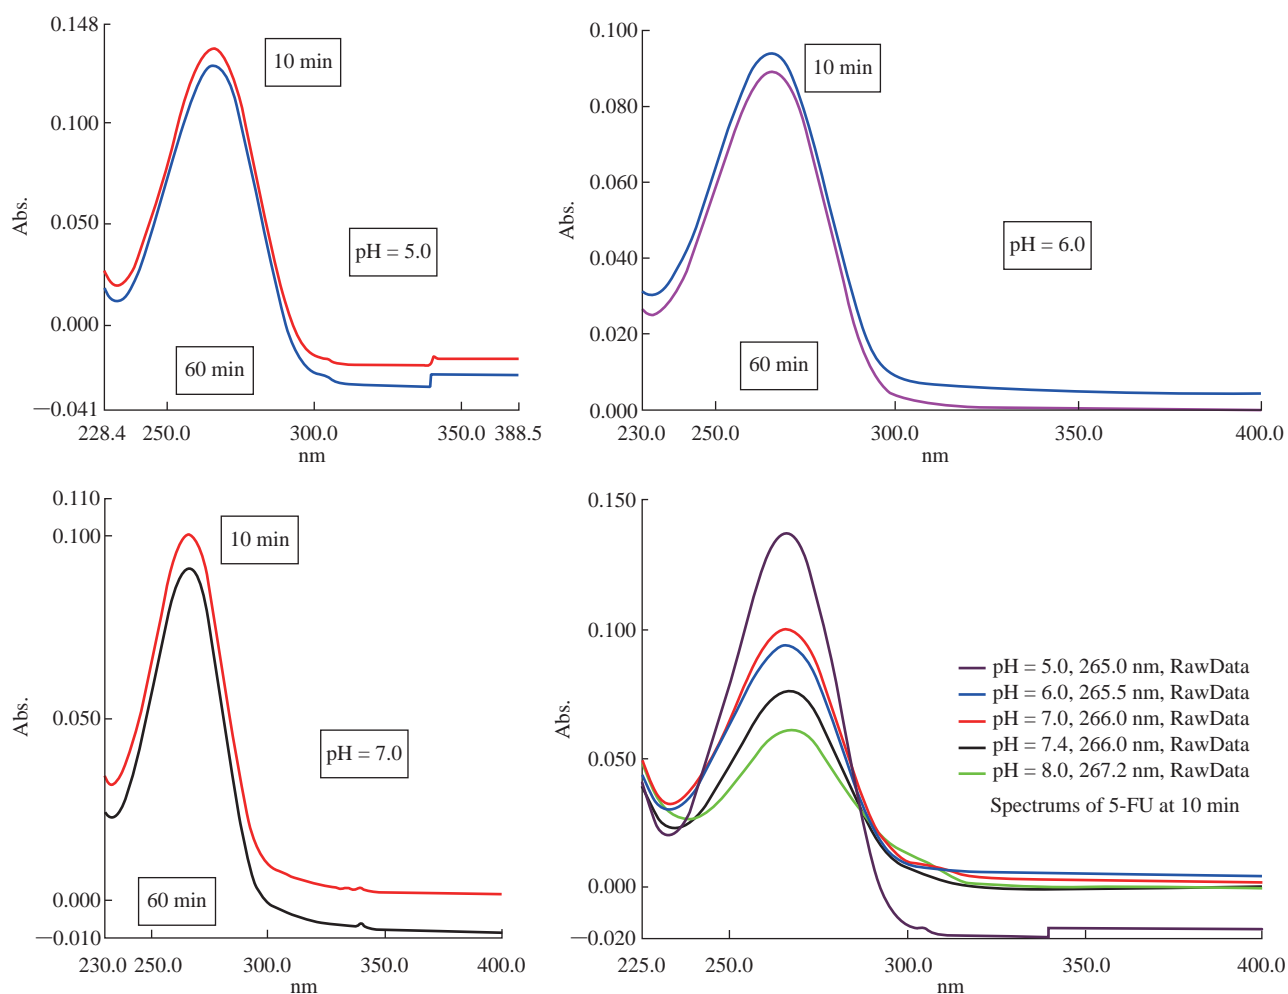 0.148
0.100
0.050
0.000
—0.041
Abs.
10 min
pH = 5.0
60 min
228.4 250.0 300.0 350.0 388.5
nm
0.100
0.080
0.060
0.040
0.020
0.000
Abs.
10 min
pH = 6.0
60 min
230.0 250.0 300.0 350.0 400.0
nm
0.110
0.100
0.050
0.000
—0.010
Abs.
10 min
pH = 7.0
60 min
230.0 250.0 300.0 350.0 400.0
nm
0.150
0.100
0.050
0.000
—0.020
Abs.
pH = 5.0, 265.0 nm, RawData
pH = 6.0, 265.5 nm, RawData
pH = 7.0, 266.0 nm, RawData
pH = 7.4, 266.0 nm, RawData
pH = 8.0, 267.2 nm, RawData
Spectrums of 5-FU at 10 min
225.0 250.0 300.0 350.0 400.0
nm